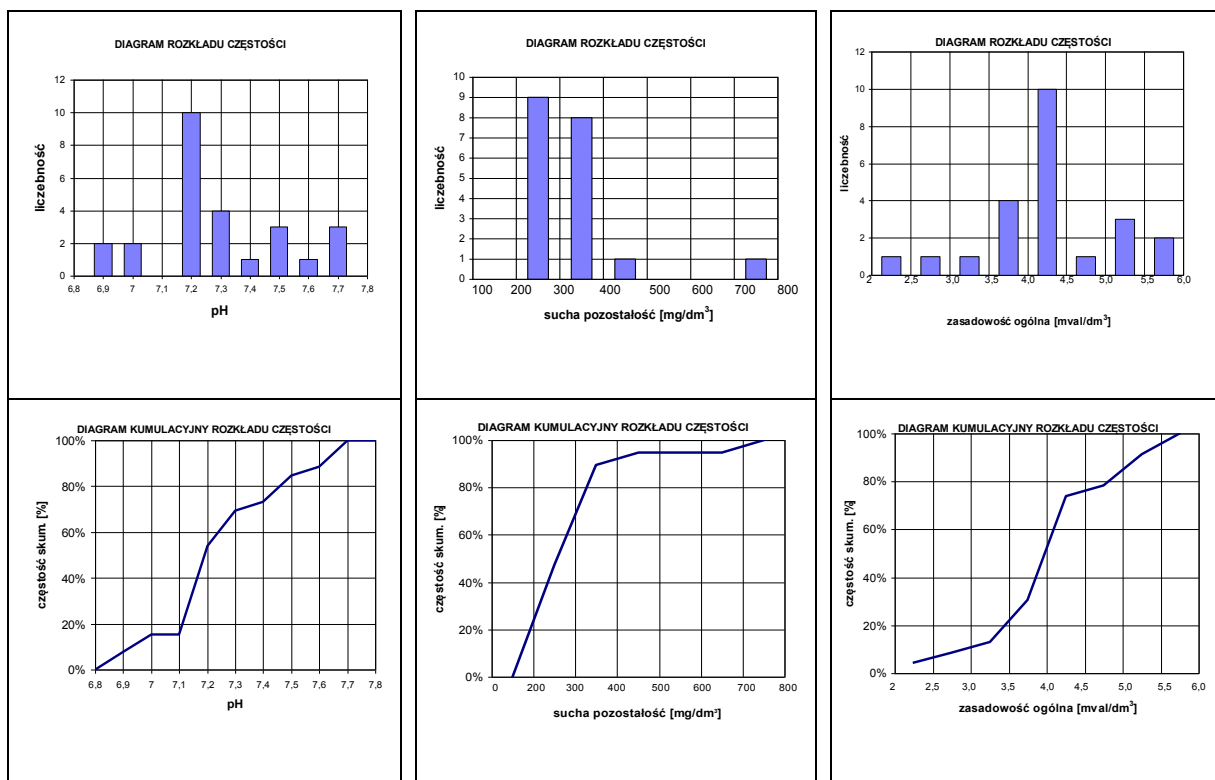 DIAGRAM ROZKŁADU CZĘSTOŚCI
12
10
8
6
4
2
0
liczebność
6,8 6,9 7 7,1 7,2 7,3 7,4 7,5 7,6 7,7 7,8
pH
DIAGRAM ROZKŁADU CZĘSTOŚCI
10
9
8
7
6
5
4
3
2
1
0
liczebność
100 200 300 400 500 600 700 800
sucha pozostałość [mg/dm³]
DIAGRAM ROZKŁADU CZĘSTOŚCI
12
10
8
6
4
2
0
liczebność
2 2,5 3,0 3,5 4,0 4,5 5,0 5,5 6,0
zasadowość ogólna [mval/dm³]
DIAGRAM KUMULACYJNY ROZKŁADU CZĘSTOŚCI
100%
80%
60%
40%
20%
0%
częstość skum. [%]
6,8 6,9 7 7,1 7,2 7,3 7,4 7,5 7,6 7,7 7,8
pH
DIAGRAM KUMULACYJNY ROZKŁADU CZĘSTOŚCI
100%
80%
60%
40%
20%
0%
częstość skum. [%]
0 200 300 400 500 600 700 800
sucha pozostałość [mg/dm³]
DIAGRAM KUMULACYJNY ROZKŁADU CZĘSTOŚCI
100%
80%
60%
40%
20%
0%
częstość skum. [%]
2 2,5 3,0 3,5 4,0 4,5 5,0 5,5 6,0
zasadowość ogólna [mval/dm³]